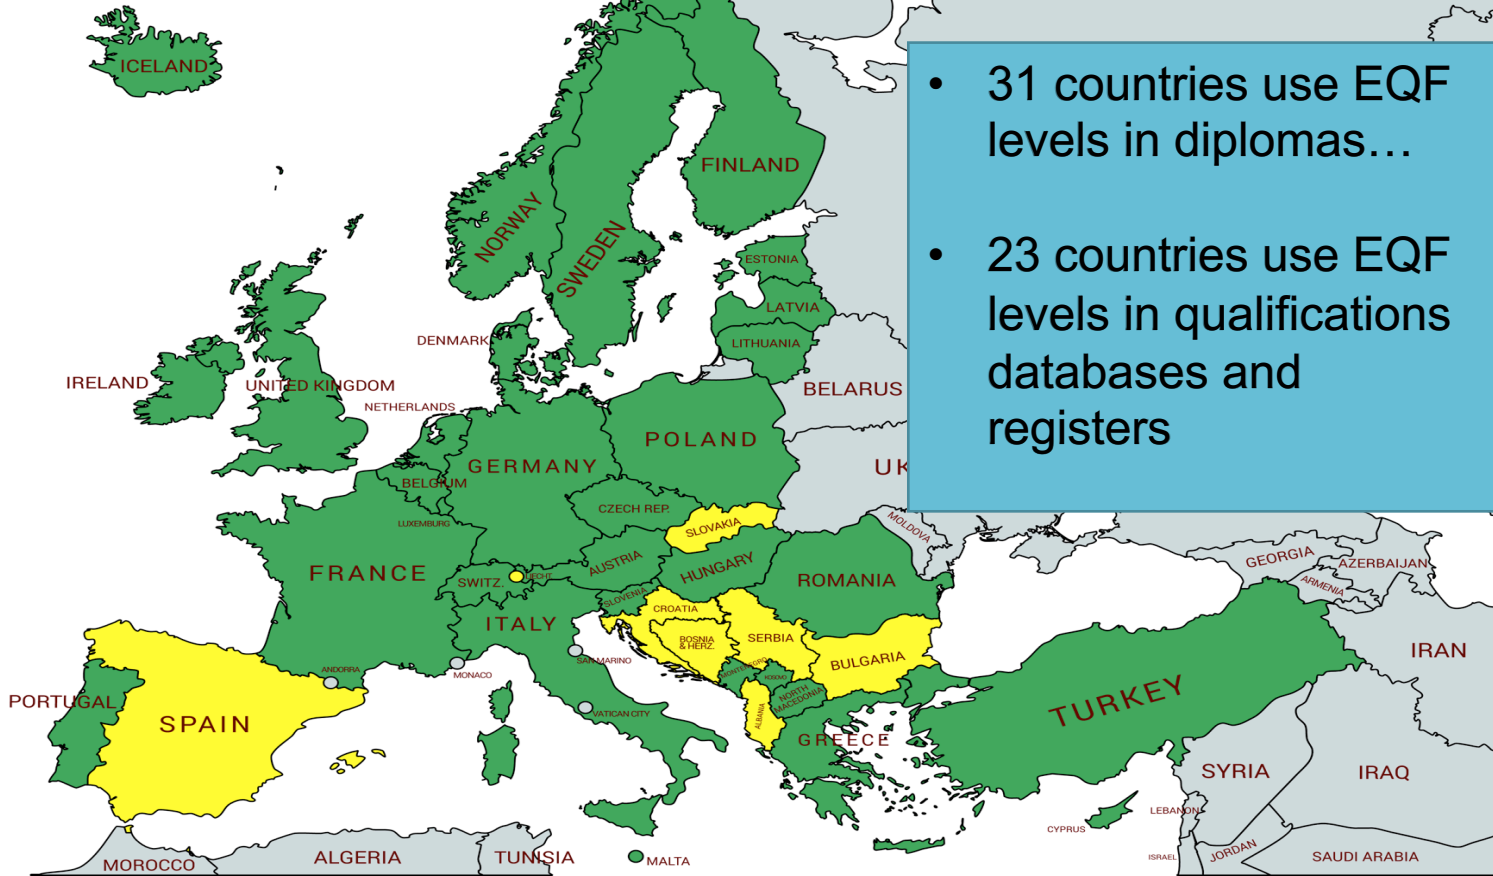 • 31 countries use EQF
levels in diplomas…
• 23 countries use EQF
levels in qualifications
databases and
registers
ICELAND
FINLAND
NORWAY
SWEDEN
ESTONIA
LATVIA
DENMARK
LITHUANIA
IRELAND
UNITED KINGDOM
BELARUS
NETHERLANDS
POLAND
GERMANY
UK
BELGIUM
CZECH REP.
LUXEMBURG
SLOVAKIA
MOLDOVA
GEORGIA
AZERBAIJAN
AUSTRIA
HUNGARY
FRANCE
SWITZ.
LIECHT.
ROMANIA
ARMENIA
SLOVENIA
CROATIA
ITALY
BOSNIA
& HERZ.
SERBIA
BULGARIA
IRAN
SAN MARINO
ANDORRA
MONACO
MONTENEGRO
KOSOVO
NORTH
MACEDONIA
PORTUGAL
SPAIN
VATICAN CITY
ALBANIA
TURKEY
GREECE
SYRIA
IRAQ
LEBANON
CYPRUS
ISRAEL
JORDAN
SAUDI ARABIA
MOROCCO
ALGERIA
TUNISIA
MALTA